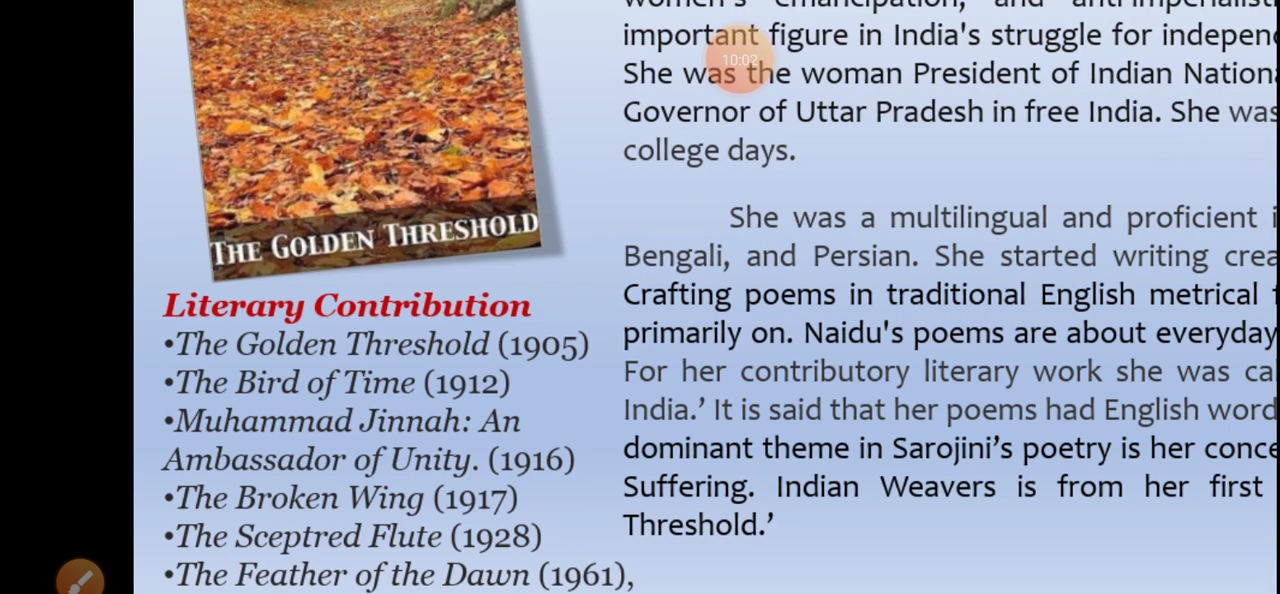 THE GOLDEN THRESHOLD
Literary Contribution
•The Golden Threshold (1905)
•The Bird of Time (1912)
•Muhammad Jinnah: An
Ambassador of Unity. (1916)
•The Broken Wing (1917)
•The Sceptred Flute (1928)
•The Feather of the Dawn (1961),
women's emancipation, and
important figure in India's struggle for
She was the woman President of Indian
Governor of Uttar Pradesh in free India. She was
college days.
She was a multilingual and proficient
Bengali, and Persian. She started writing
Crafting poems in traditional English metrical
primarily on. Naidu's poems are about everyday
For her contributory literary work she was
India.’ It is said that her poems had English
dominant theme in Sarojini’s poetry is her
Suffering. Indian Weavers is from her first
Threshold.’
10:02